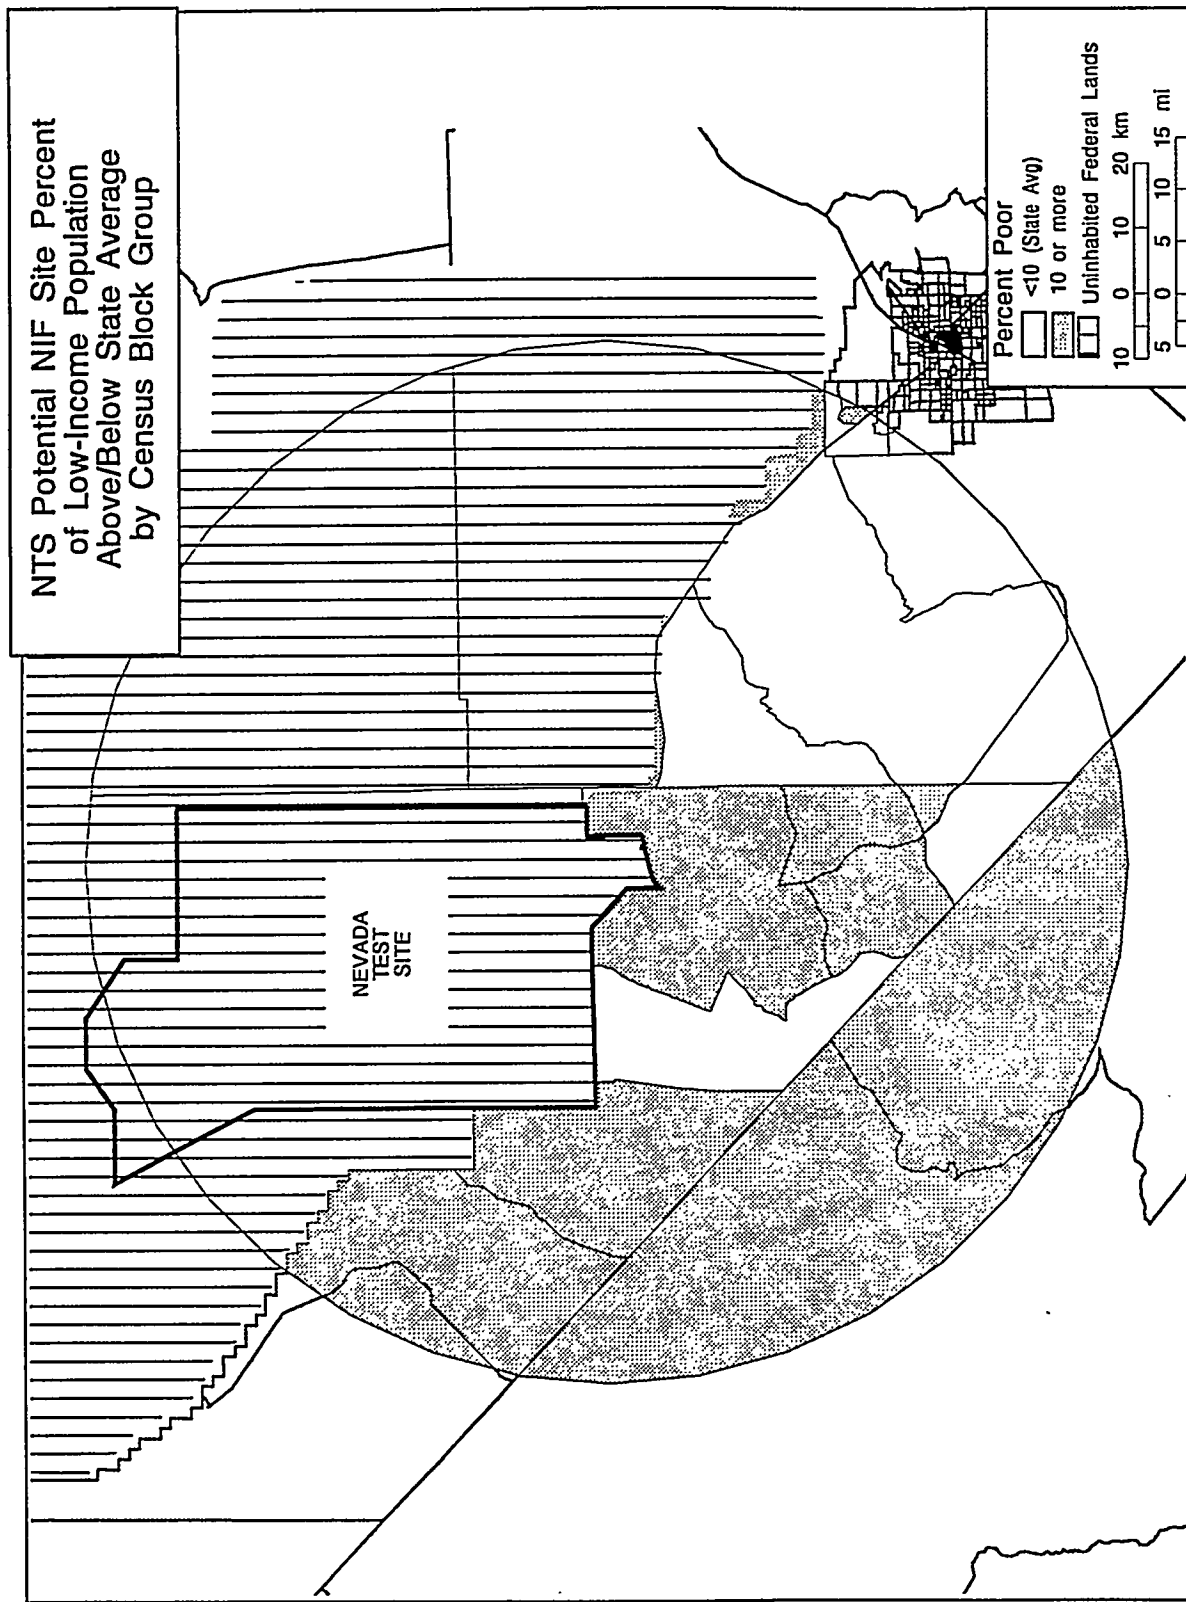 NTS Potential NIF Site Percent
of Low-Income Population
Above/Below State Average
by Census Block Group
NEVADA
TEST
SITE
Percent Poor
<10 (State Avg)
10 or more
Uninhabited Federal Lands
10 0 10 20 km
5 0 5 10 15 mi